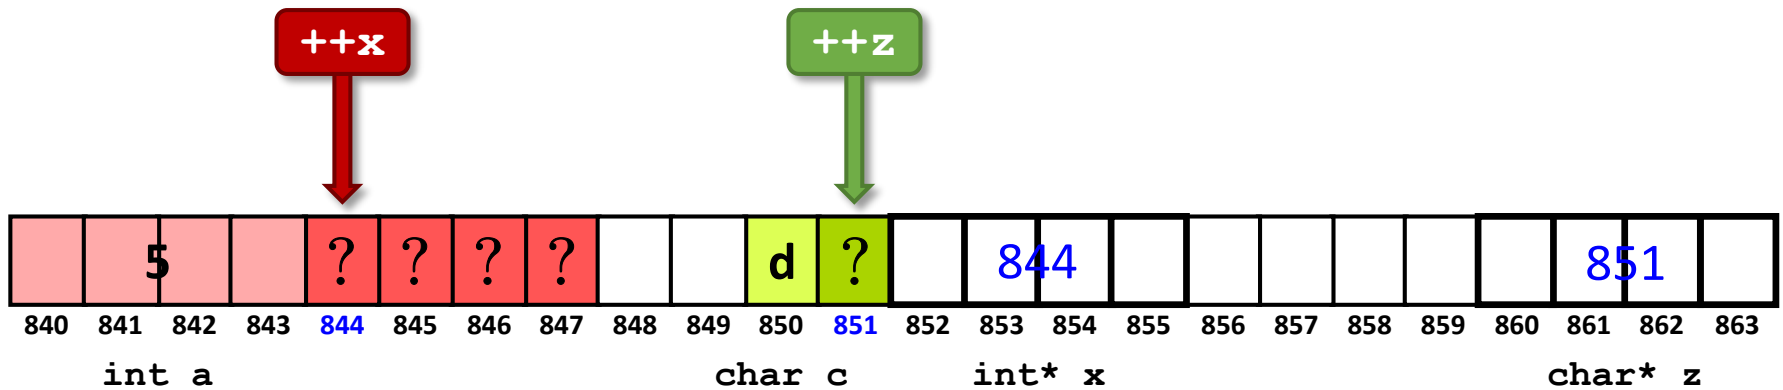 ++x ++z
5 ? ? ? ? d ? 844 851
840 841 842 843 844 845 846 847 848 849 850 851 852 853 854 855 856 857 858 859 860 861 862 863
int a char c int* x char* z